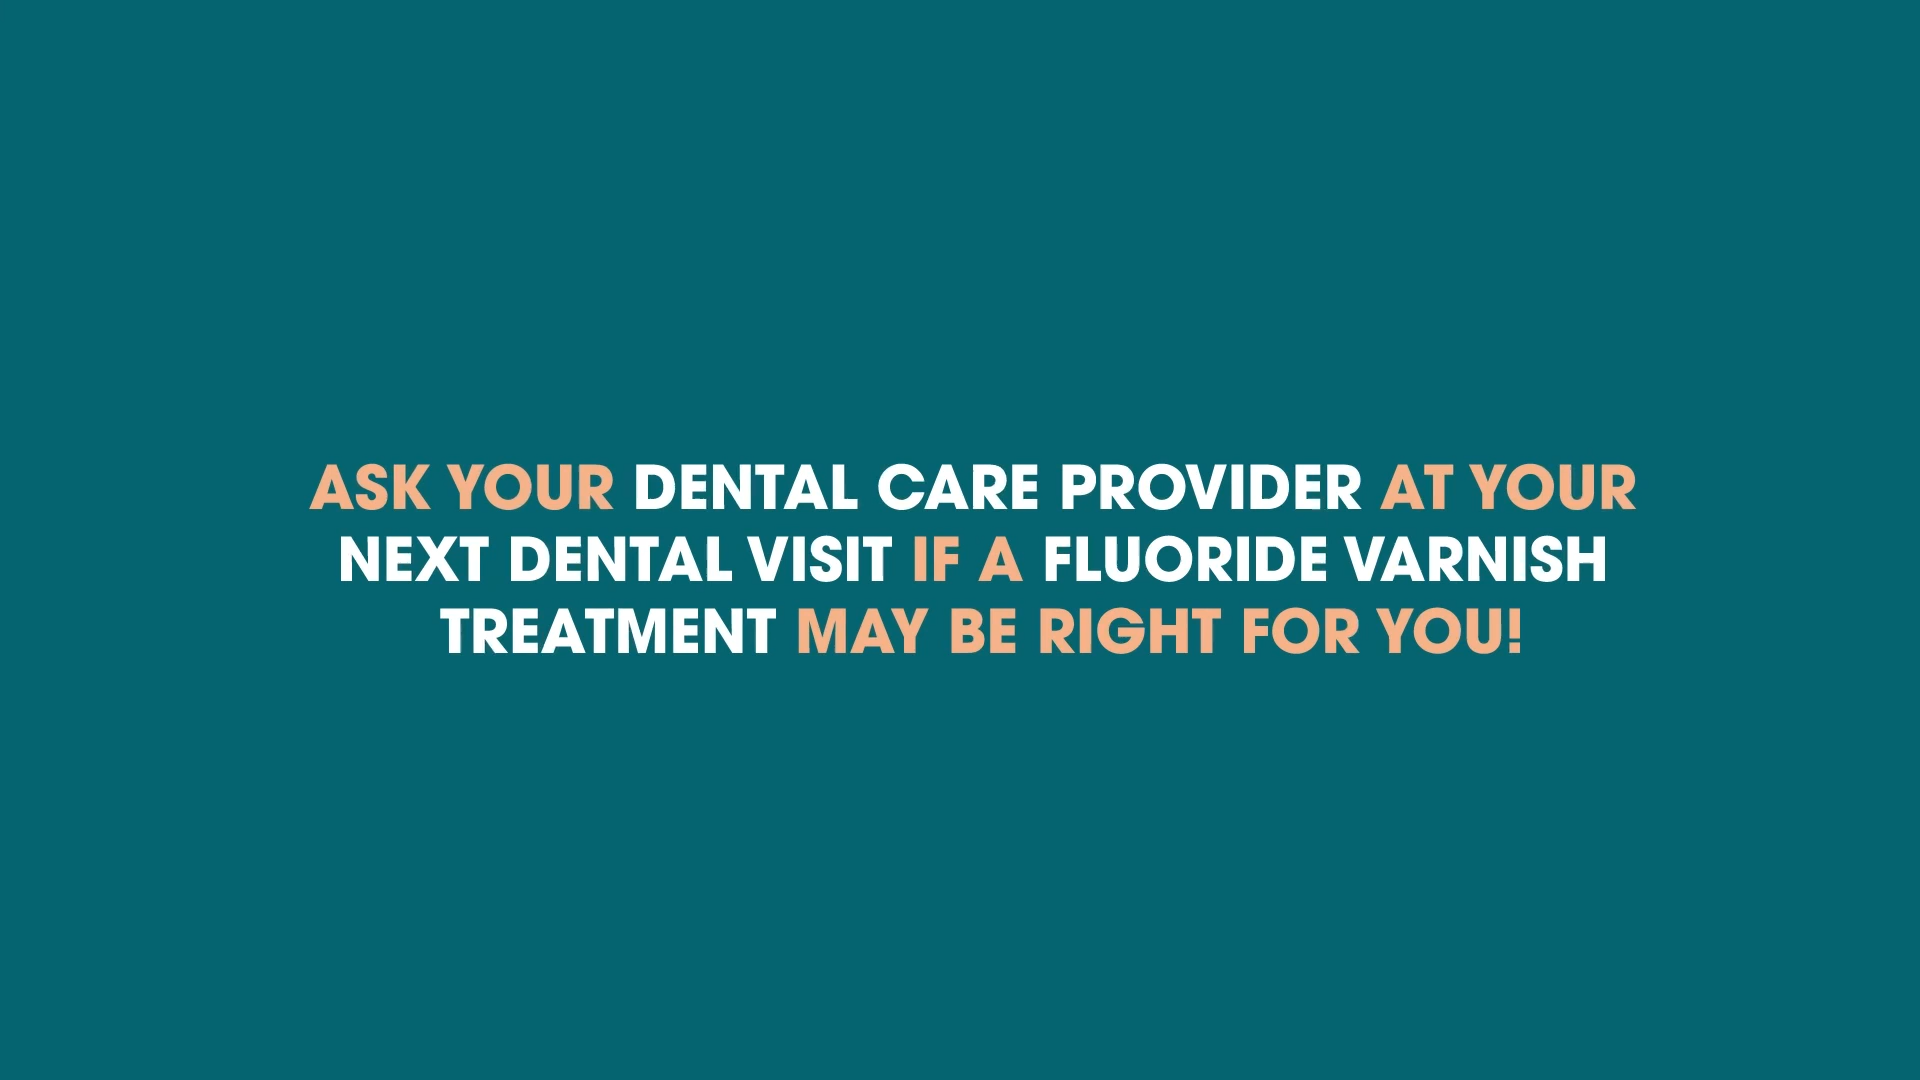 ASK YOUR DENTAL CARE PROVIDER AT YOUR
NEXT DENTAL VISIT IF A FLUORIDE VARNISH
TREATMENT MAY BE RIGHT FOR YOU!